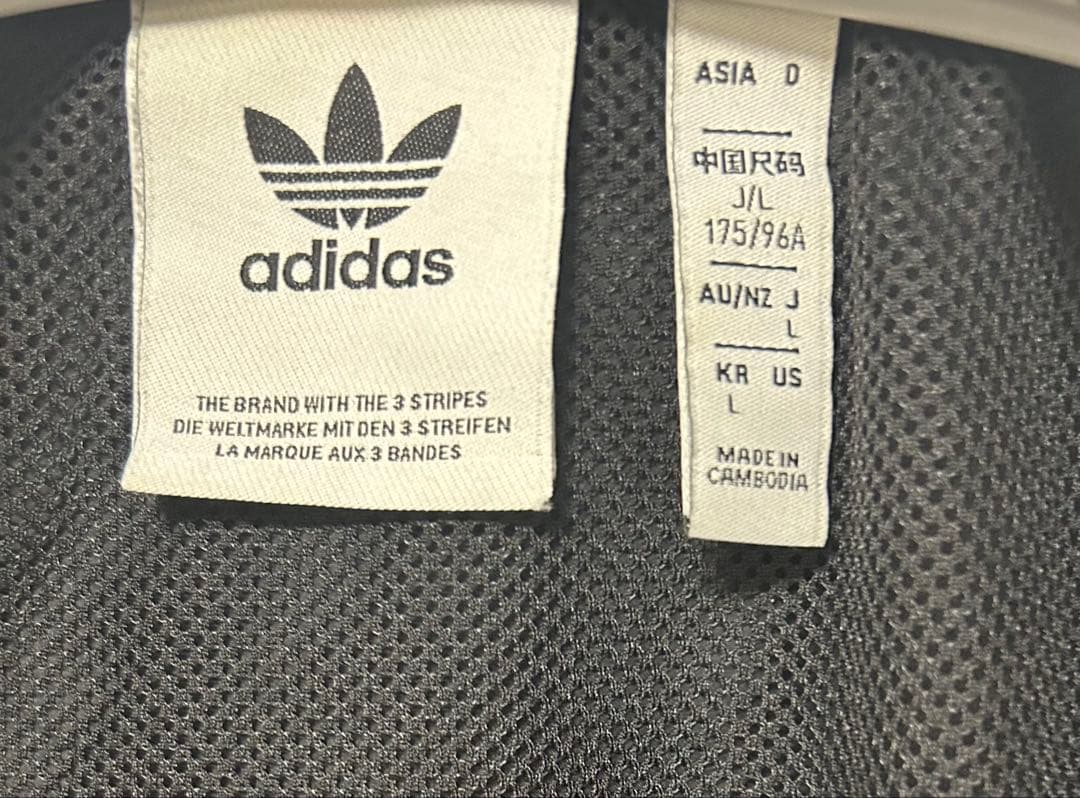 adidas
THE BRAND WITH THE 3 STRIPES
DIE WELTMARKE MIT DEN 3 STREIFEN
LA MARQUE AUX 3 BANDES
ASIA D
中国尺码
J/L
175/96A
AU/NZ J
L
KR US
L
MADE IN
CAMBODIA